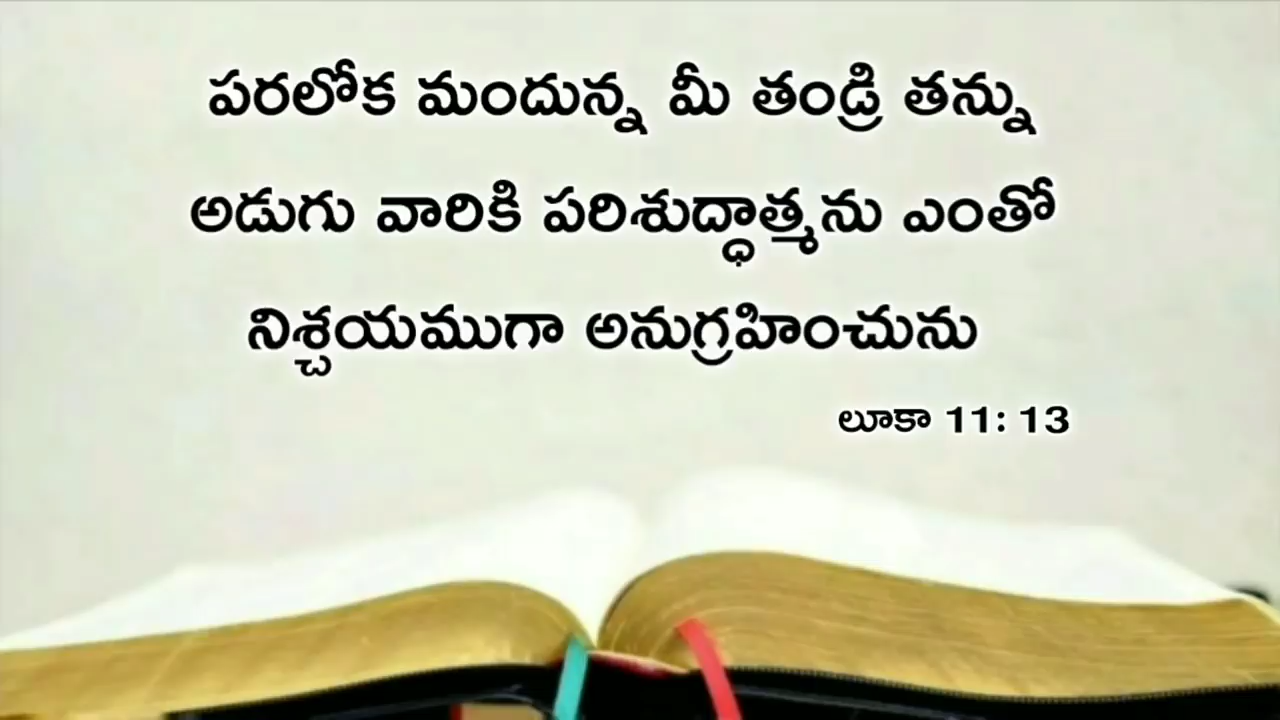 పరలోక మందున్న మీ తండ్రి తన్ను
అడుగు వారికి పరిశుద్ధాత్మను ఎంతో
నిశ్చయముగా అనుగ్రహించును
లూకా 11: 13